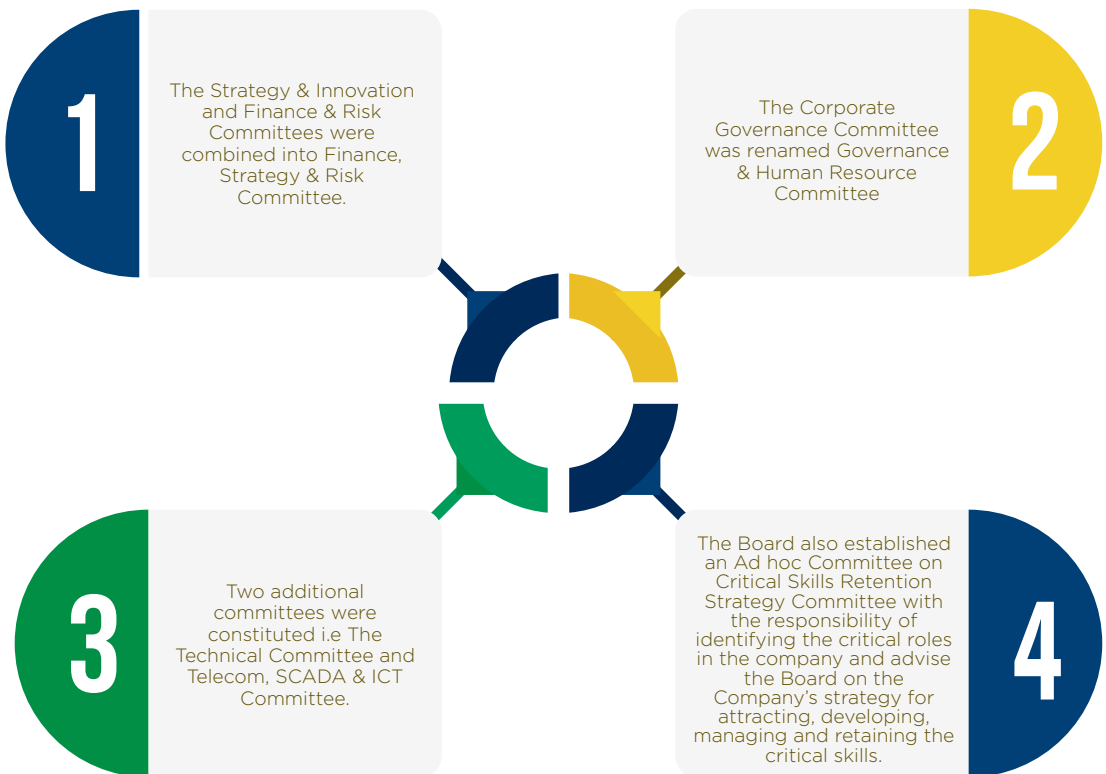 1
The Strategy & Innovation
and Finance & Risk
Committees were
combined into Finance,
Strategy & Risk
Committee.
The Corporate
Governance Committee
was renamed Governance
& Human Resource
Committee
2
3
Two additional
committees were
constituted i.e The
Technical Committee and
Telecom, SCADA & ICT
Committee.
The Board also established
an Ad hoc Committee on
Critical Skills Retention
Strategy Committee with
the responsibility of
identifying the critical roles
in the company and advise
the Board on the
Company’s strategy for
attracting, developing,
managing and retaining the
critical skills.
4